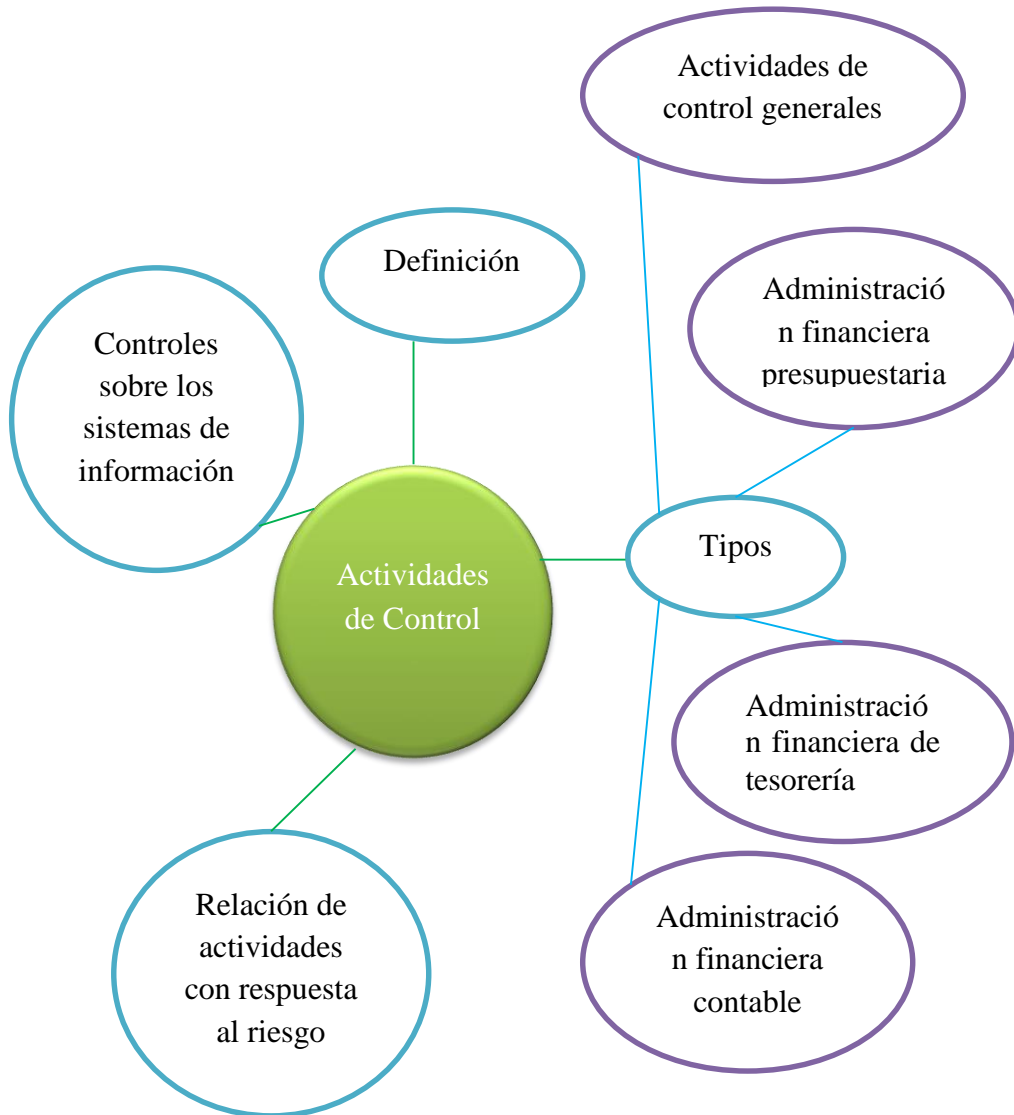 Actividades de
control generales
Definición
Administració
n financiera
presupuestaria
Controles
sobre los
sistemas de
información
Tipos
Actividades
de Control
Administració
n financiera de
tesorería
Relación de
actividades
con respuesta
al riesgo
Administració
n financiera
contable